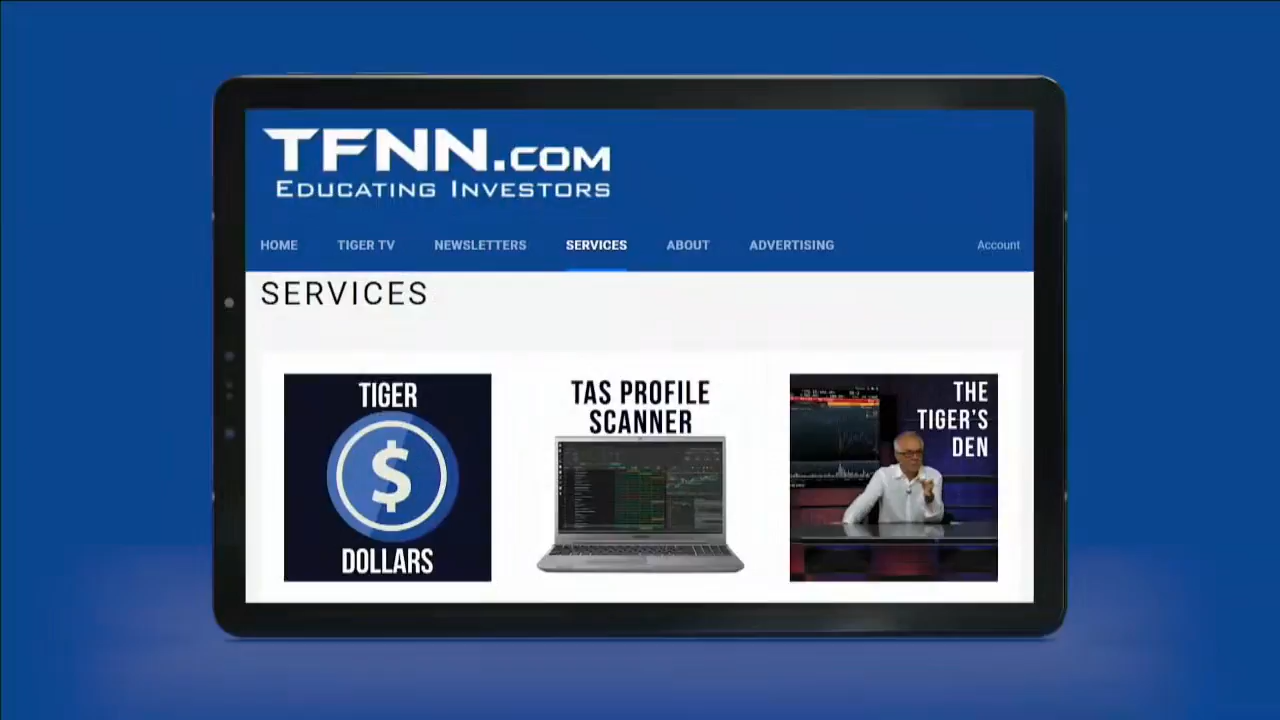 TFNN.COM
EDUCATING INVESTORS
HOME TIGER TV NEWSLETTERS SERVICES ABOUT ADVERTISING Account
SERVICES
TIGER
$
DOLLARS
TAS PROFILE
SCANNER
THE
TIGER'S
DEN